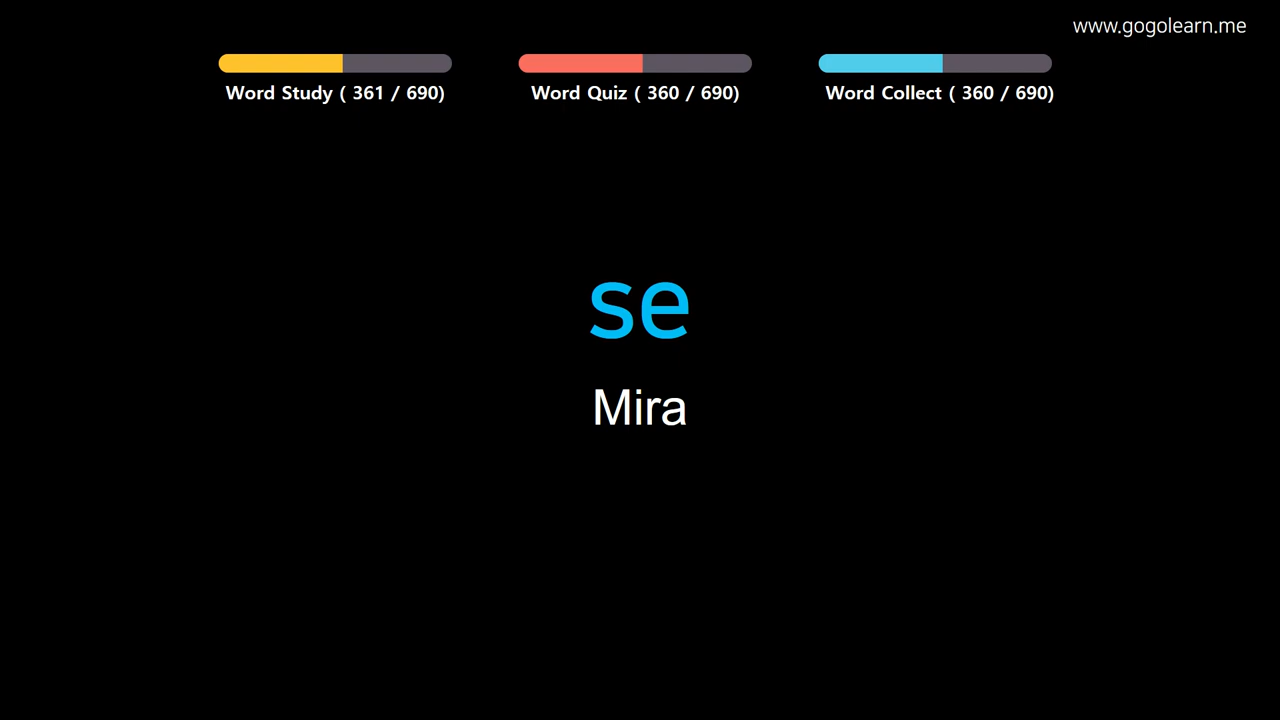 www.gogolearn.me
Word Study ( 361 / 690)
Word Quiz ( 360 / 690)
Word Collect ( 360 / 690)
se
Mira